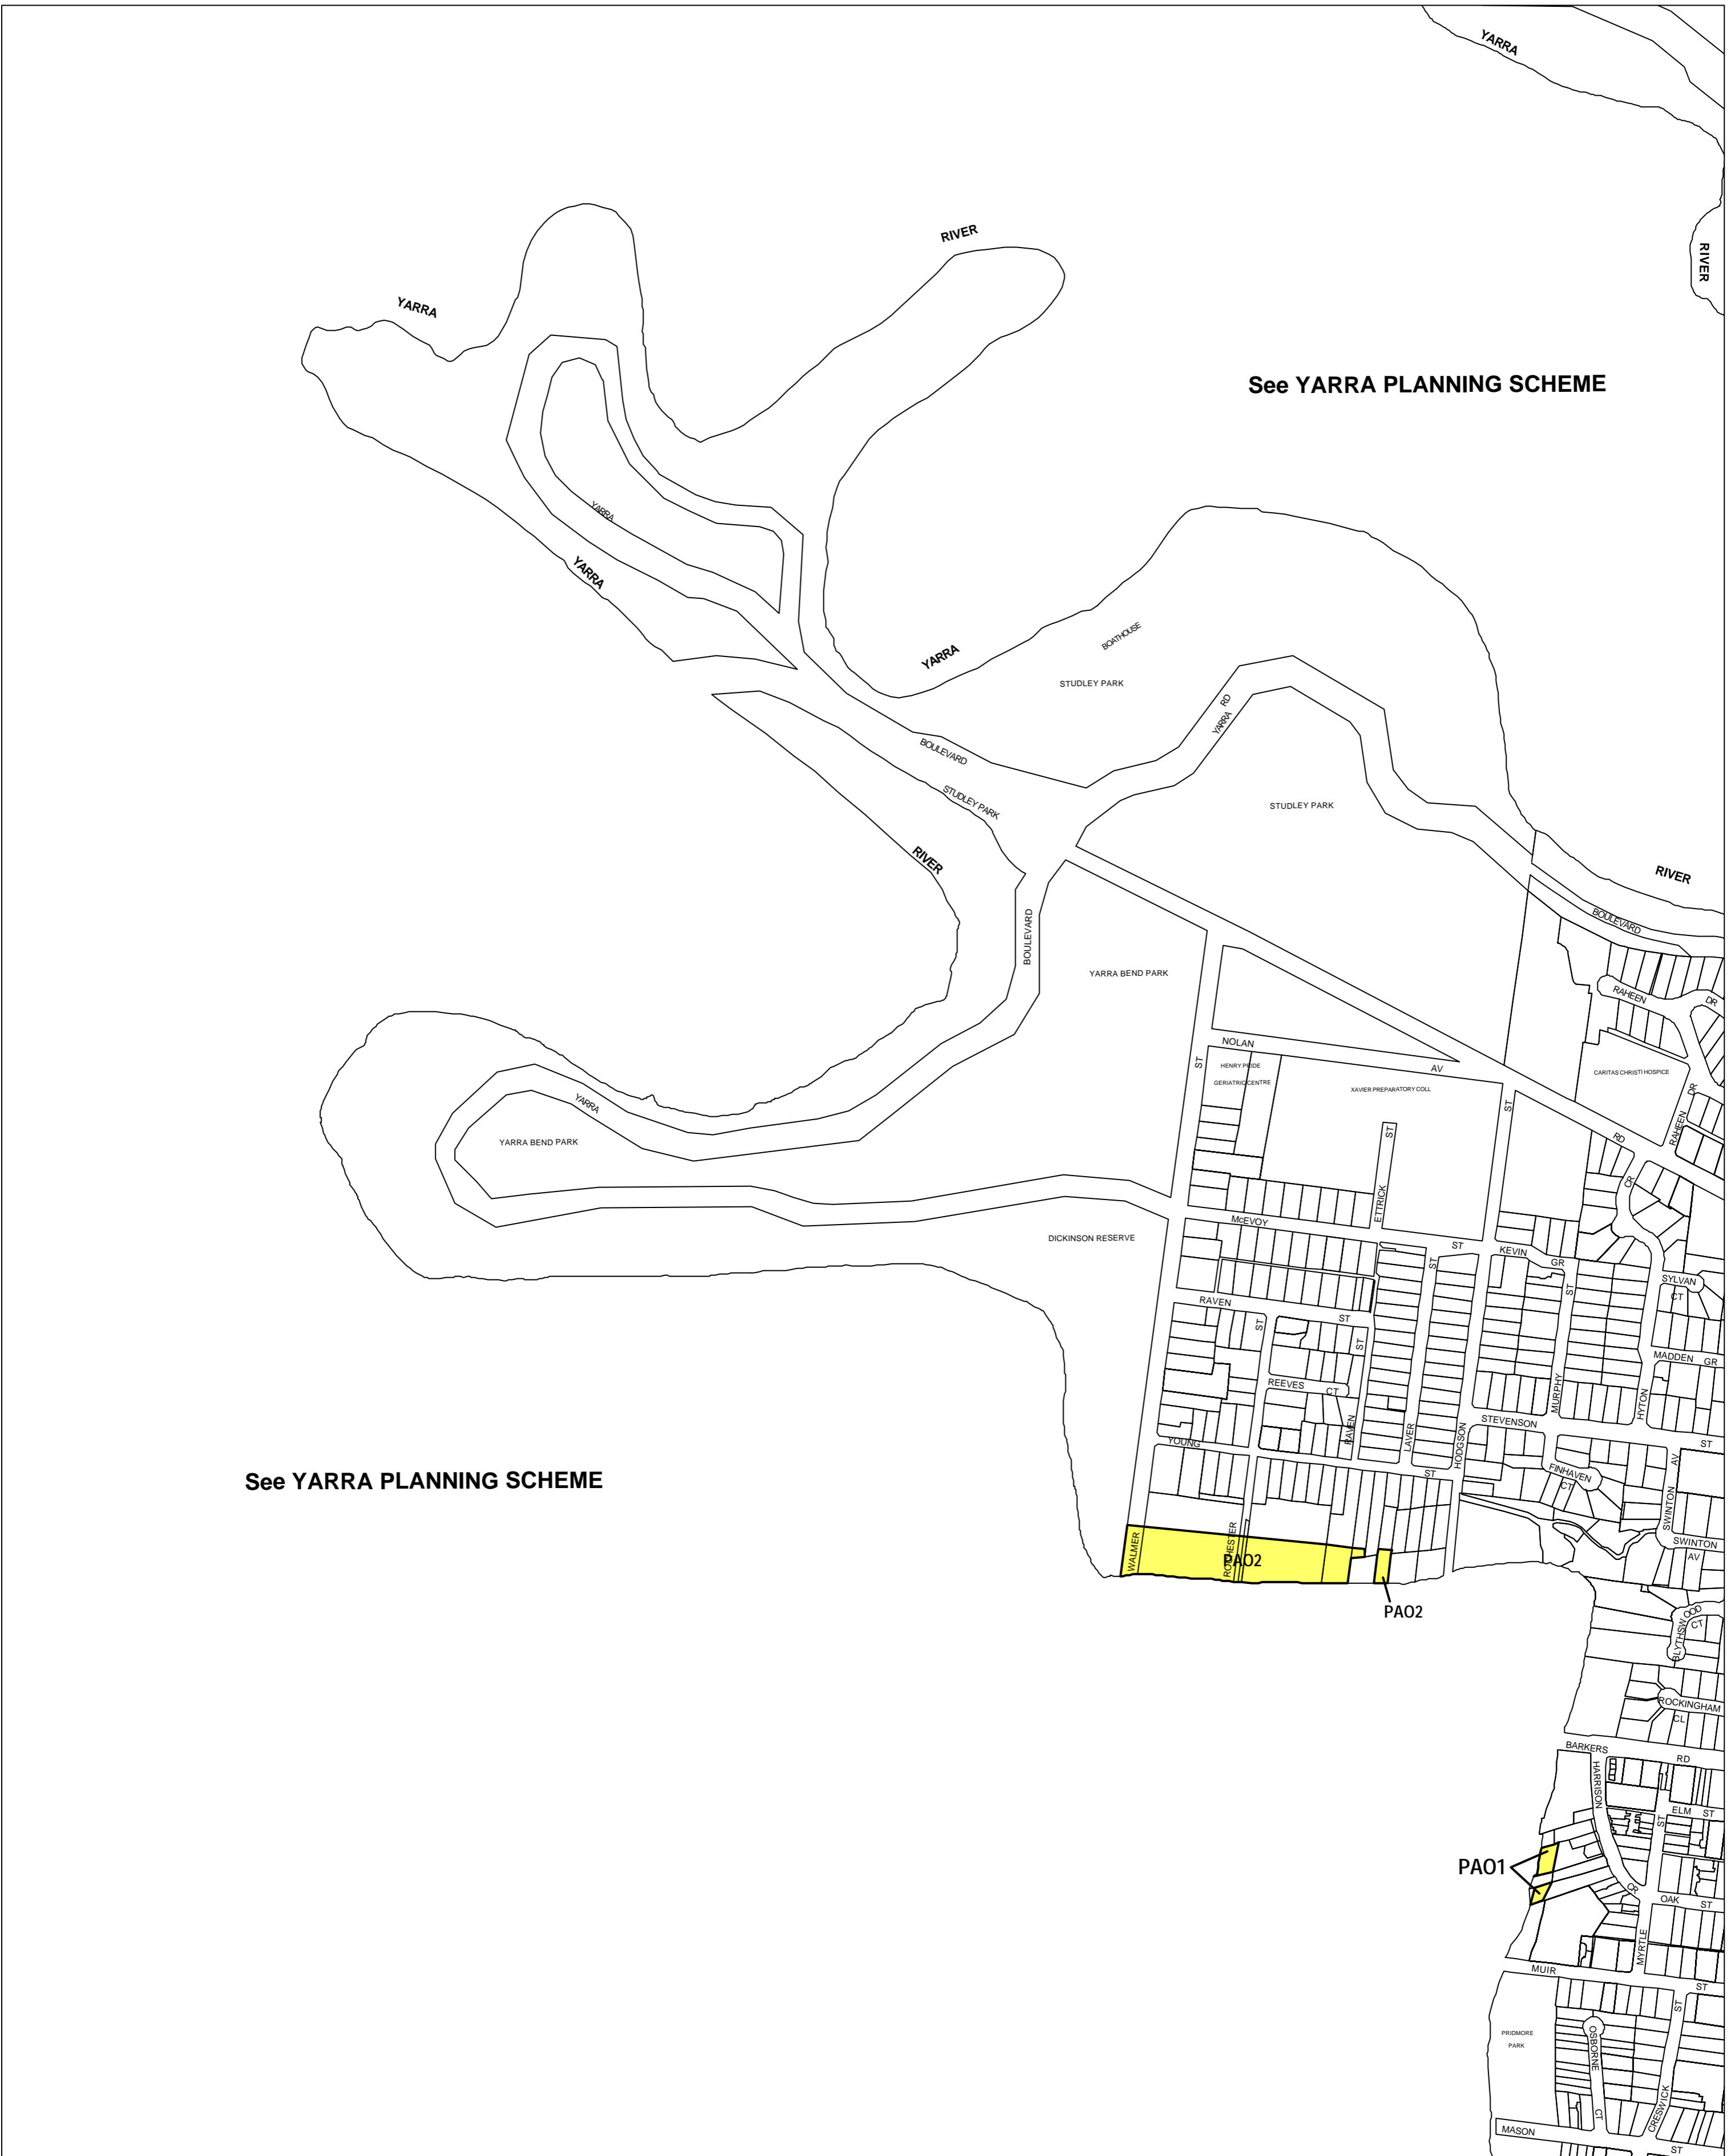 YARRA
RIVER
RIVER
YARRA
See YARRA PLANNING SCHEME
YARRA
YARRA
BOATHOUSE
YARRA
STUDLEY PARK
RD
YARRA
BOULEVARD
STUDLEY PARK
STUDLEY PARK
RIVER
RIVER
BOULEVARD
BOULEVARD
YARRA BEND PARK
RAHEEN
DR
NOLAN
AV
ST
HENRY PRIDE
GERIATRIC CENTRE
XAVIER PREPARATORY COLL
CARITAS CHRISTI HOSPICE
DR
RAHEEN
YARRA
ST
ST
RD
YARRA BEND PARK
CR
ETTRICK
McEVOY
ST
DICKINSON RESERVE
KEVIN
GR
ST
ST
SYLVAN
CT
RAVEN
ST
ST
ST
MADDEN GR
REEVES
CT
MURPHY
HYTON
STEVENSON
ST
RAVEN
LAVER
HODGSON
YOUNG
ST
AV
FINHAVEN
CT
See YARRA PLANNING SCHEME
SWINTON
SWINTON
AV
WALMER
ROCHESTER
PAO2
PAO2
BLYTHSWOOD
CT
ROCKINGHAM
CL
BARKERS
RD
HARRISON
ELM ST
ST
PAO1
CR
OAK
ST
MYRTLE
MUIR
ST
ST
PRIDMORE
PARK
OSBORNE
CT
CRESWICK
MASON
ST